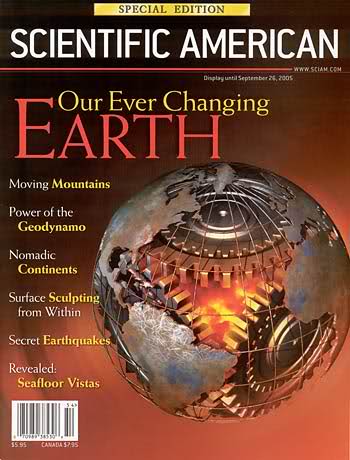 SPECIAL EDITION
SCIENTIFIC AMERICAN
WWW.SCIAM.COM
Display until September 26, 2005
Our Ever Changing
EARTH
Moving Mountains
Power of the
Geodynamo
Nomadic
Continents
Surface Sculpting
from Within
Secret Earthquakes
Revealed:
Seafloor Vistas
$5.95
CANADA $7.95